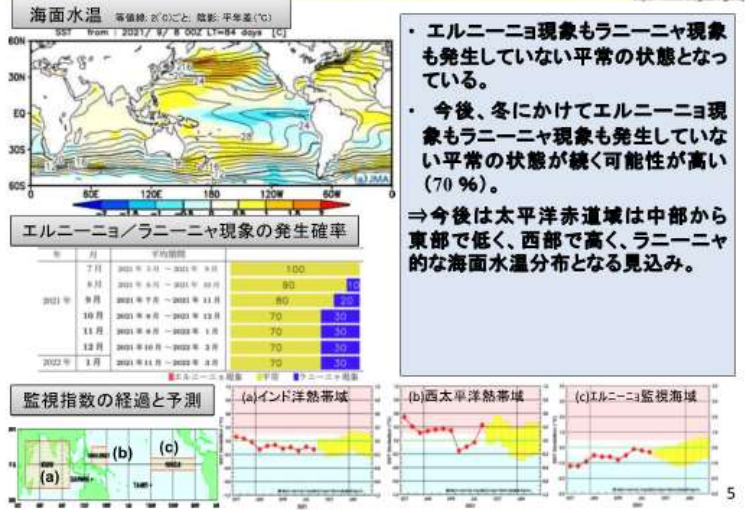 海面水温 等値線: 2(℃)ごと; 陰影: 平年差(℃)
SST from : 2021/ 9/ 8 00Z LT=84 days [C]
60N
30N
EQ
30S
60S
60E 120E 180 120W 60W
(a)JMA
・ エルニーニョ現象もラニーニャ現象
も発生していない平常の状態となっ
ている。
・ 今後、冬にかけてエルニーニョ現
象もラニーニャ現象も発生していな
い平常の状態が続く可能性が高い
(70 %)。
⇒今後は太平洋赤道域は中部から
東部で低く、西部で高く、ラニーニャ
的な海面水温分布となる見込み。
エルニーニョ/ラニーニャ現象の発生確率
年 月 平均期間
7月 2021年5月 ～2021年 9月 100
8月 2021年6月 ～2021年 10月 90 10
2021年 9月 2021年7月 ～2021年 11月 80 20
10月 2021年8月 ～2021年 12月 70 30
11月 2021年9月 ～2022年 1月 70 30
12月 2021年10月 ～2022年 2月 70 30
2022年 1月 2021年11月 ～2022年 3月 70 30
エルニーニョ現象 平常 ラニーニャ現象
監視指数の経過と予測
(a) (b) (c)
(a)インド洋熱帯域
(b)西太平洋熱帯域
(c)エルニーニョ監視海域
5